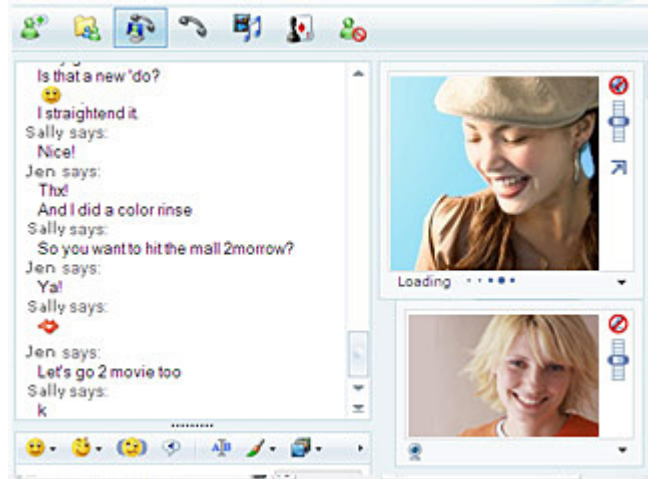 Is that a new 'do?
I straightend it.
Sally says:
Nice!
Jen says:
Thx!
And I did a color rinse
Sally says:
So you want to hit the mall 2morrow?
Jen says:
Ya!
Sally says:
Jen says:
Let's go 2 movie too
Sally says:
k
Loading